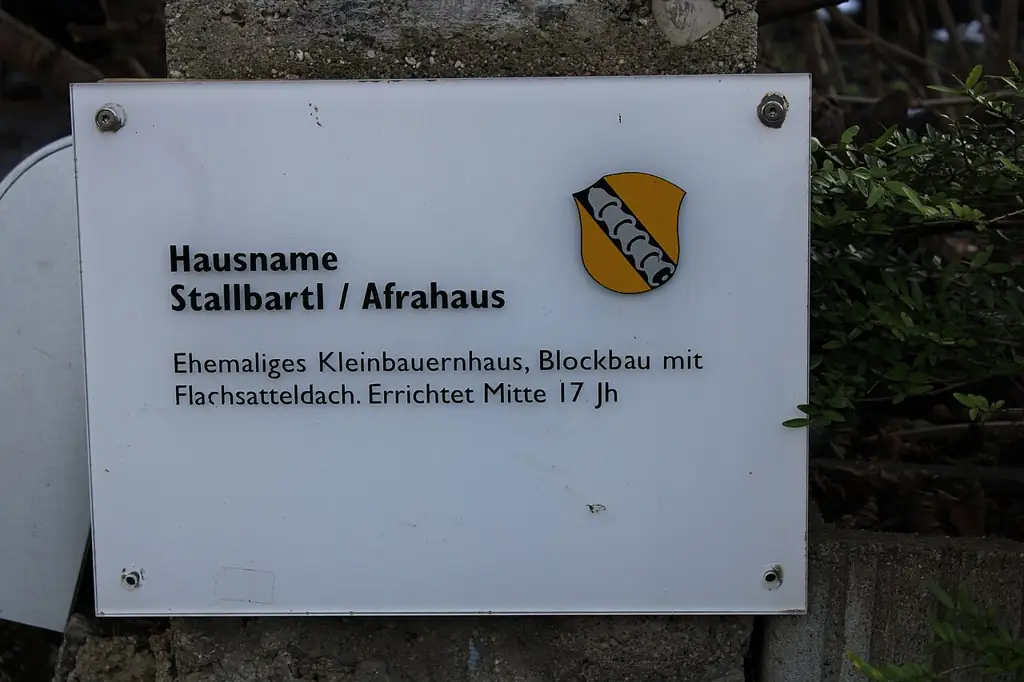 Hausname
Stallbartl / Afrahaus
Ehemaliges Kleinbauernhaus, Blockbau mit
Flachsatteldach. Errichtet Mitte 17 Jh